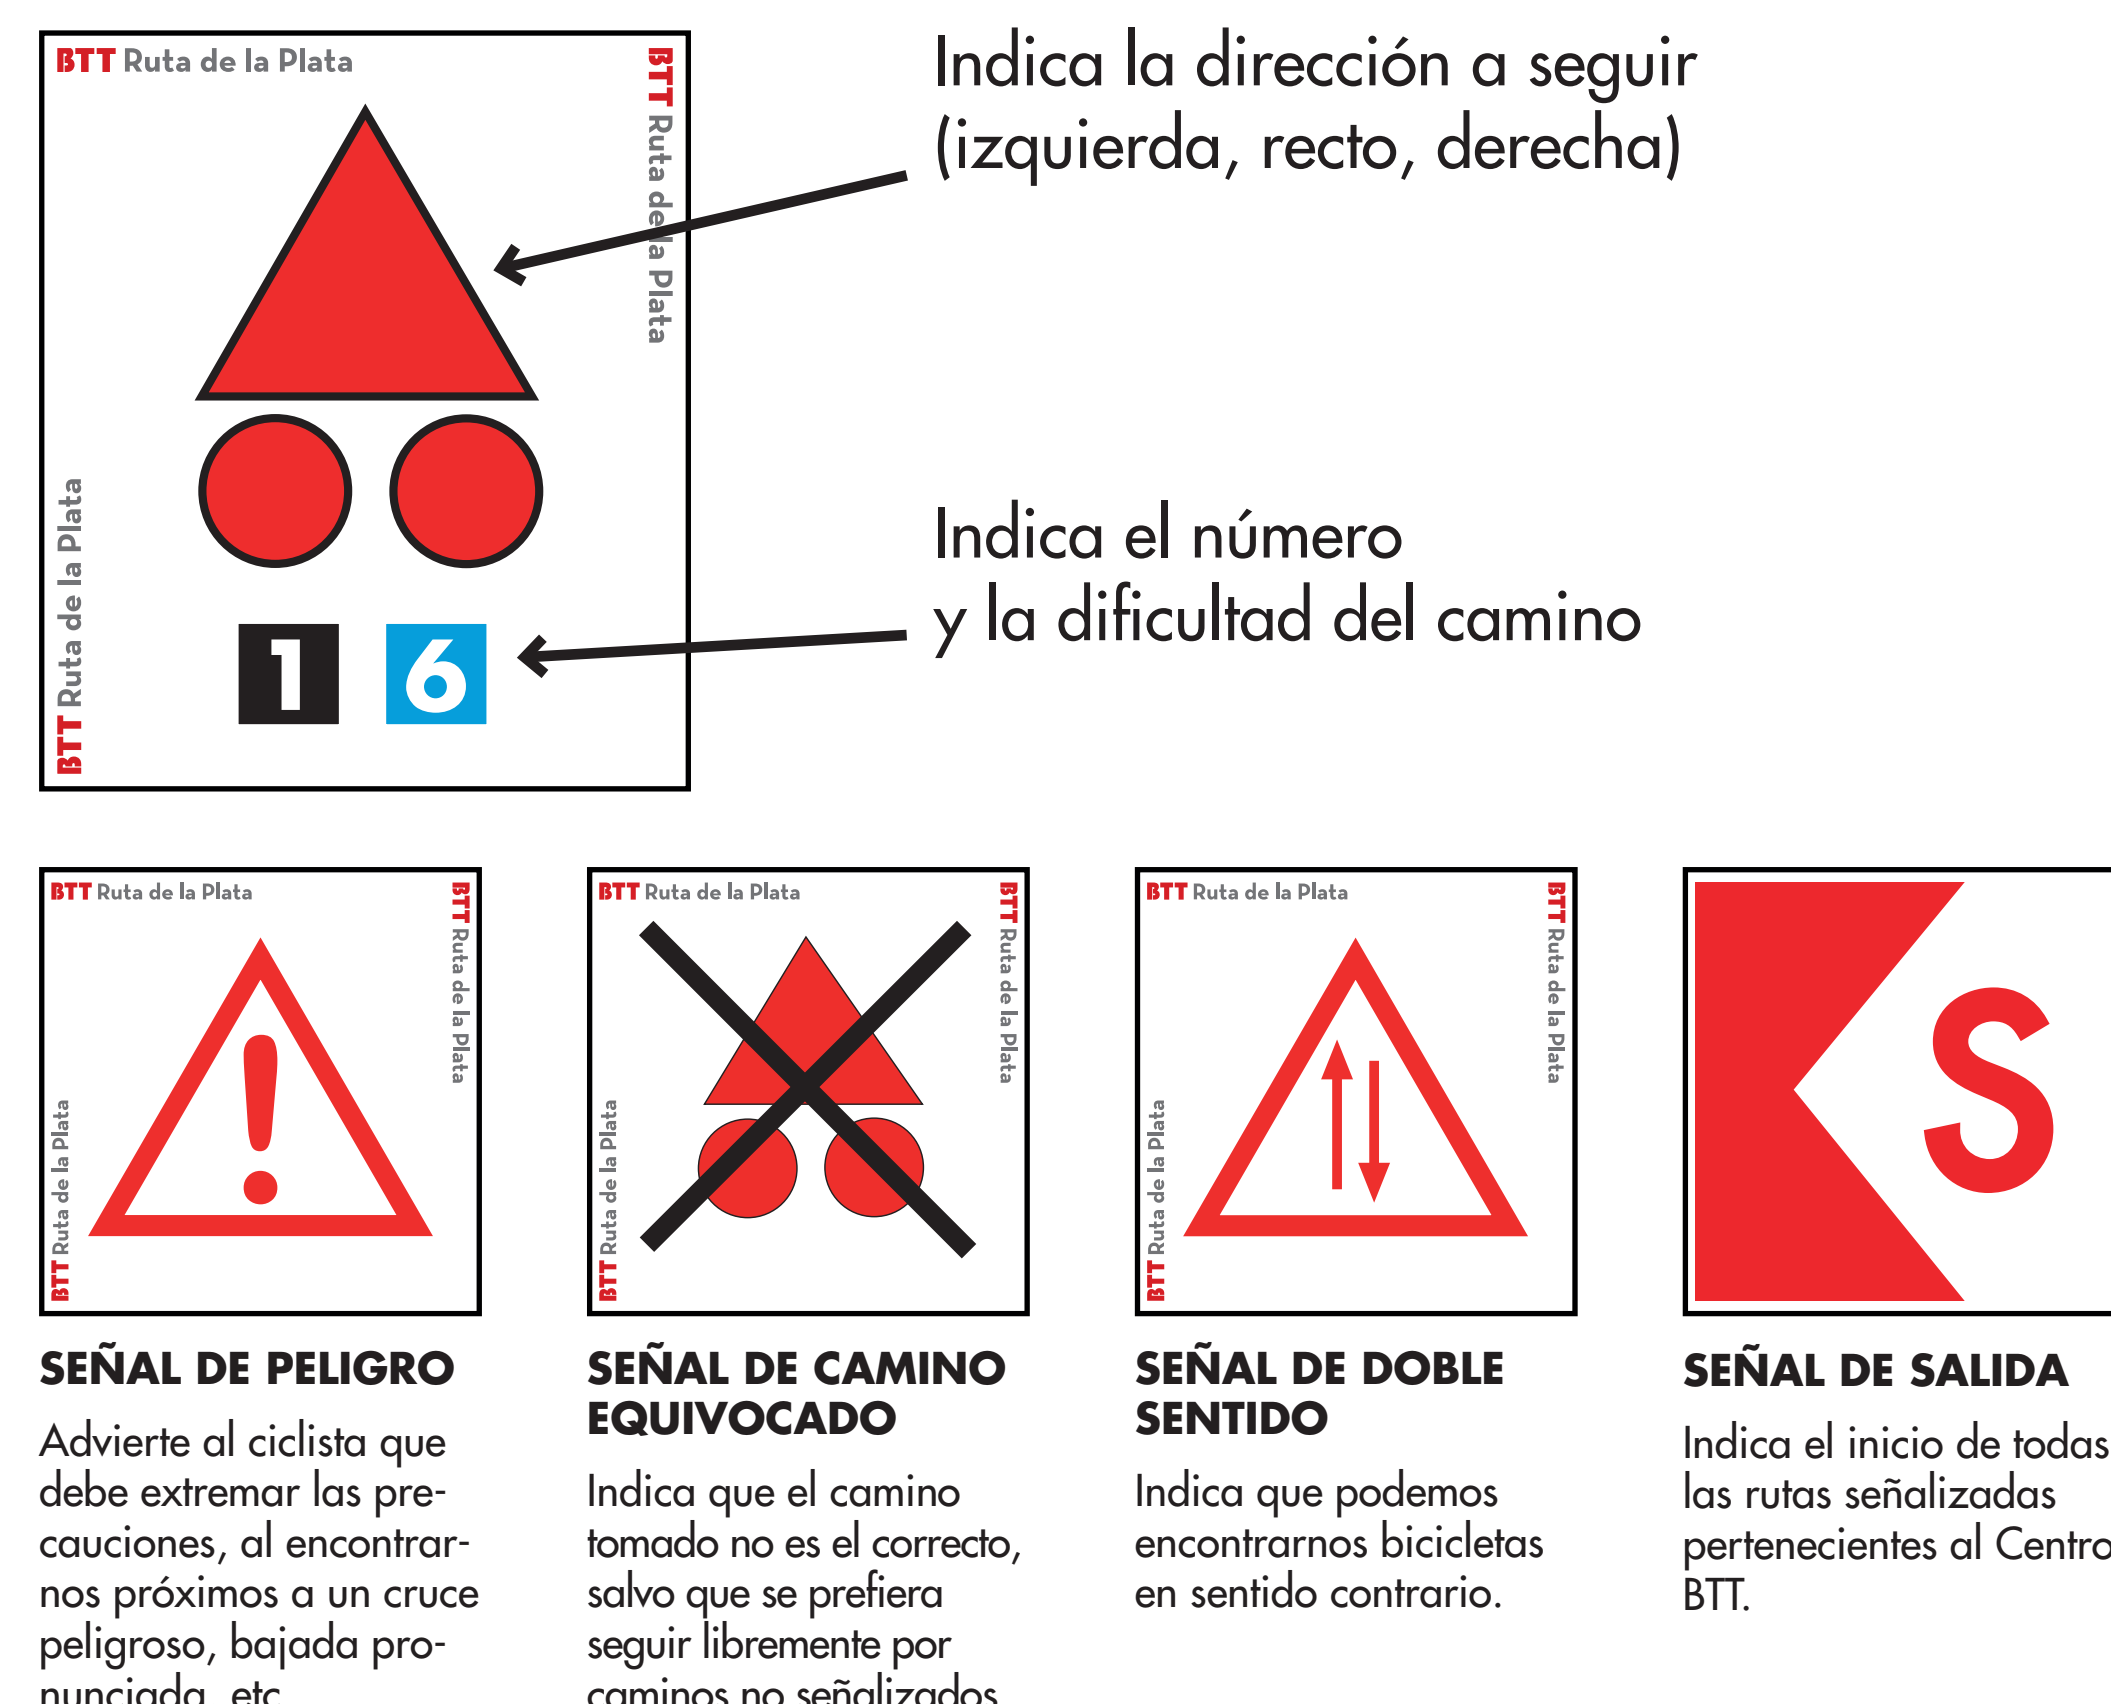 BTT Ruta de la Plata
BTT Ruta de la Plata
BTT Ruta de la Plata
1 6
Indica la dirección a seguir
(izquierda, recto, derecha)
Indica el número
y la dificultad del camino
BTT Ruta de la Plata
BTT Ruta de la Plata
BTT Ruta de la Plata
!
SEÑAL DE PELIGRO
Advierte al ciclista que
debe extremar las pre-
cauciones, al encontrar-
nos próximos a un cruce
peligroso, bajada pro-
nunciada, etc
BTT Ruta de la Plata
BTT Ruta de la Plata
BTT Ruta de la Plata
SEÑAL DE CAMINO
EQUIVOCADO
Indica que el camino
tomado no es el correcto,
salvo que se prefiera
seguir libremente por
caminos no señalizados
BTT Ruta de la Plata
BTT Ruta de la Plata
BTT Ruta de la Plata
SEÑAL DE DOBLE
SENTIDO
Indica que podemos
encontrarnos bicicletas
en sentido contrario.
S
SEÑAL DE SALIDA
Indica el inicio de todas
las rutas señalizadas
pertenecientes al Centro
BTT.